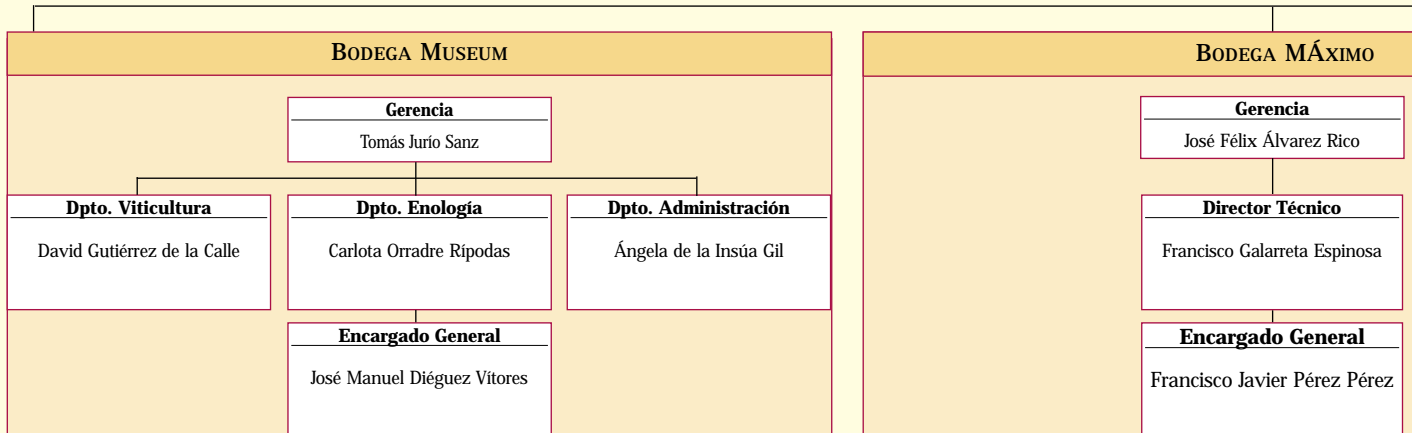 BODEGA MUSEUM
Gerencia
Tomás Jurío Sanz
Dpto. Viticultura
David Gutiérrez de la Calle
Dpto. Enología
Carlota Orradre Rípodas
Dpto. Administración
Ángela de la Insúa Gil
Encargado General
José Manuel Diéguez Vítores
BODEGA MÁXIMO
Gerencia
José Félix Álvarez Rico
Director Técnico
Francisco Galarreta Espinosa
Encargado General
Francisco Javier Pérez Pérez